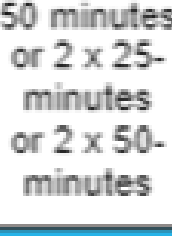 50 minutes
or 2 x 25-
minutes
or 2 x 50-
minutes